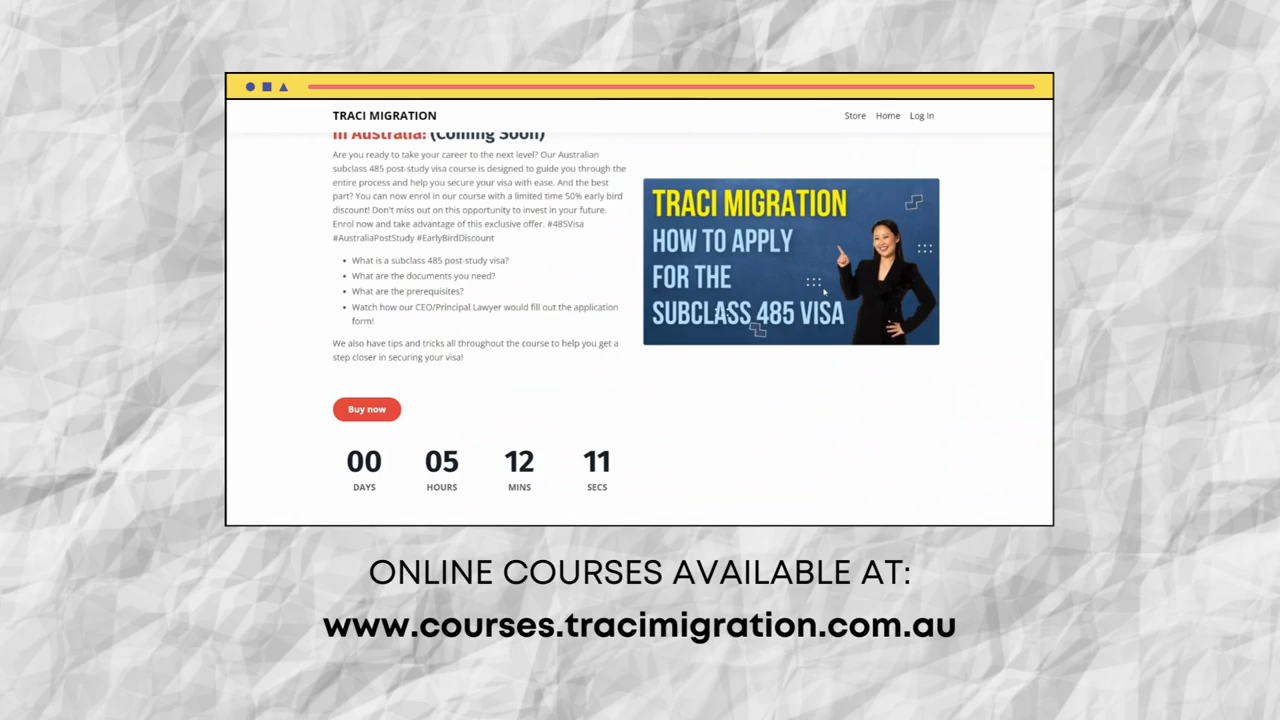 TRACI MIGRATION
Store Home Log In
In Australia: (Coming Soon)
Are you ready to take your career to the next level? Our Australian
subclass 485 post-study visa course is designed to guide you through the
entire process and help you secure your visa with ease. And the best
part? You can now enrol in our course with a limited time 50% early bird
discount! Don't miss out on this opportunity to invest in your future.
Enrol now and take advantage of this exclusive offer. #485Visa
#AustraliaPostStudy #EarlyBirdDiscount
• What is a subclass 485 post-study visa?
• What are the documents you need?
• What are the prerequisites?
• Watch how our CEO/Principal Lawyer would fill out the application
form!
We also have tips and tricks all throughout the course to help you get a
step closer in securing your visa!
Buy now
00 05 12 11
DAYS HOURS MINS SECS
TRACI MIGRATION
HOW TO APPLY
FOR THE
SUBCLASS 485 VISA
ONLINE COURSES AVAILABLE AT:
www.courses.tracimigration.com.au